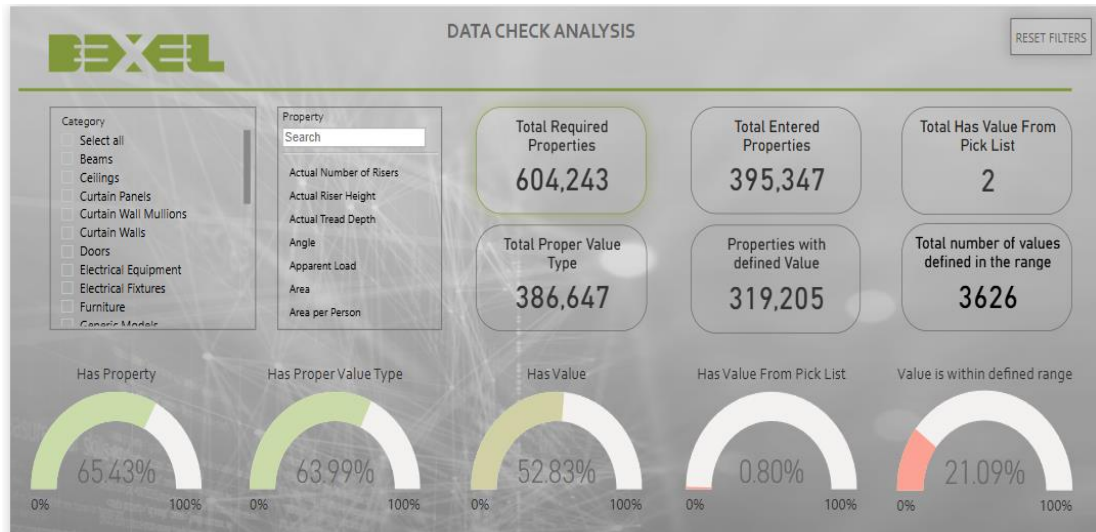 BEXEL
DATA CHECK ANALYSIS
RESET FILTERS
Category
Select all
Beams
Ceilings
Curtain Panels
Curtain Wall Mullions
Curtain Walls
Doors
Electrical Equipment
Electrical Fixtures
Furniture
Generic Models
Property
Search
Actual Number of Risers
Actual Riser Height
Actual Tread Depth
Angle
Apparent Load
Area
Area per Person
Total Required
Properties
604,243
Total Entered
Properties
395,347
Total Has Value From
Pick List
2
Total Proper Value
Type
386,647
Properties with
defined Value
319,205
Total number of values
defined in the range
3626
Has Property
65.43%
0%
100%
Has Proper Value Type
63.99%
0%
100%
Has Value
52.83%
0%
100%
Has Value From Pick List
0.80%
0%
100%
Value is within defined range
21.09%
0%
100%